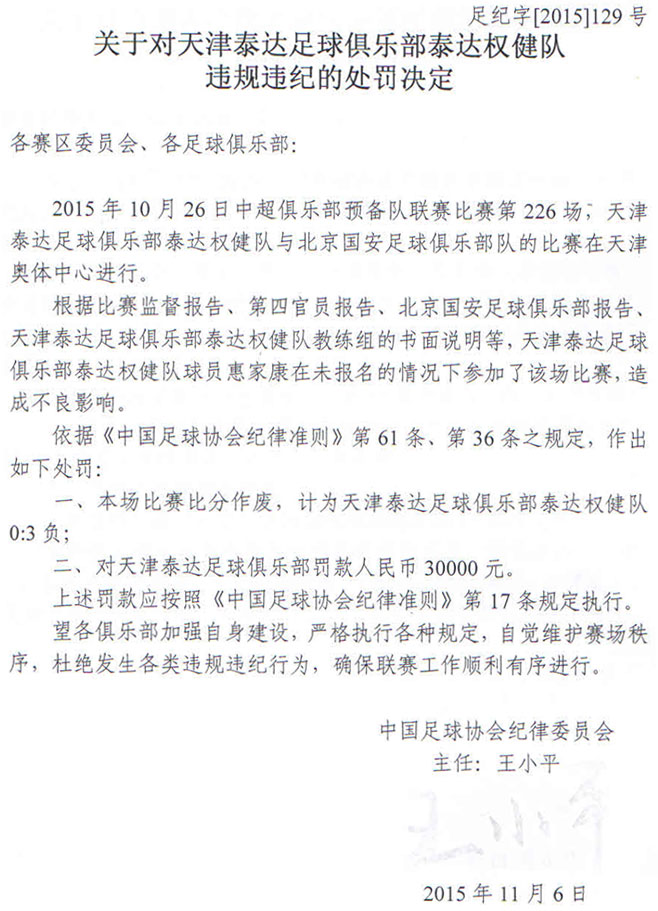 足纪字[2015]129 号
关于对天津泰达足球俱乐部泰达权健队
违规违纪的处罚决定
各赛区委员会、各足球俱乐部：
2015 年 10 月 26 日中超俱乐部预备队联赛比赛第 226 场，天津
泰达足球俱乐部泰达权健队与北京国安足球俱乐部队的比赛在天津
奥体中心进行。
根据比赛监督报告、第四官员报告、北京国安足球俱乐部报告、
天津泰达足球俱乐部泰达权健队教练组的书面说明等，天津泰达足球
俱乐部泰达权健队球员惠家康在未报名的情况下参加了该场比赛，造
成不良影响。
依据《中国足球协会纪律准则》第 61 条、第 36 条之规定，作出
如下处罚：
一、本场比赛比分作废，计为天津泰达足球俱乐部泰达权健队
0:3 负；
二、对天津泰达足球俱乐部罚款人民币 30000 元。
上述罚款应按照《中国足球协会纪律准则》第 17 条规定执行。
望各俱乐部加强自身建设，严格执行各种规定，自觉维护赛场秩
序，杜绝发生各类违规违纪行为，确保联赛工作顺利有序进行。
中国足球协会纪律委员会
主任：王小平
王小平
2015 年 11 月 6 日